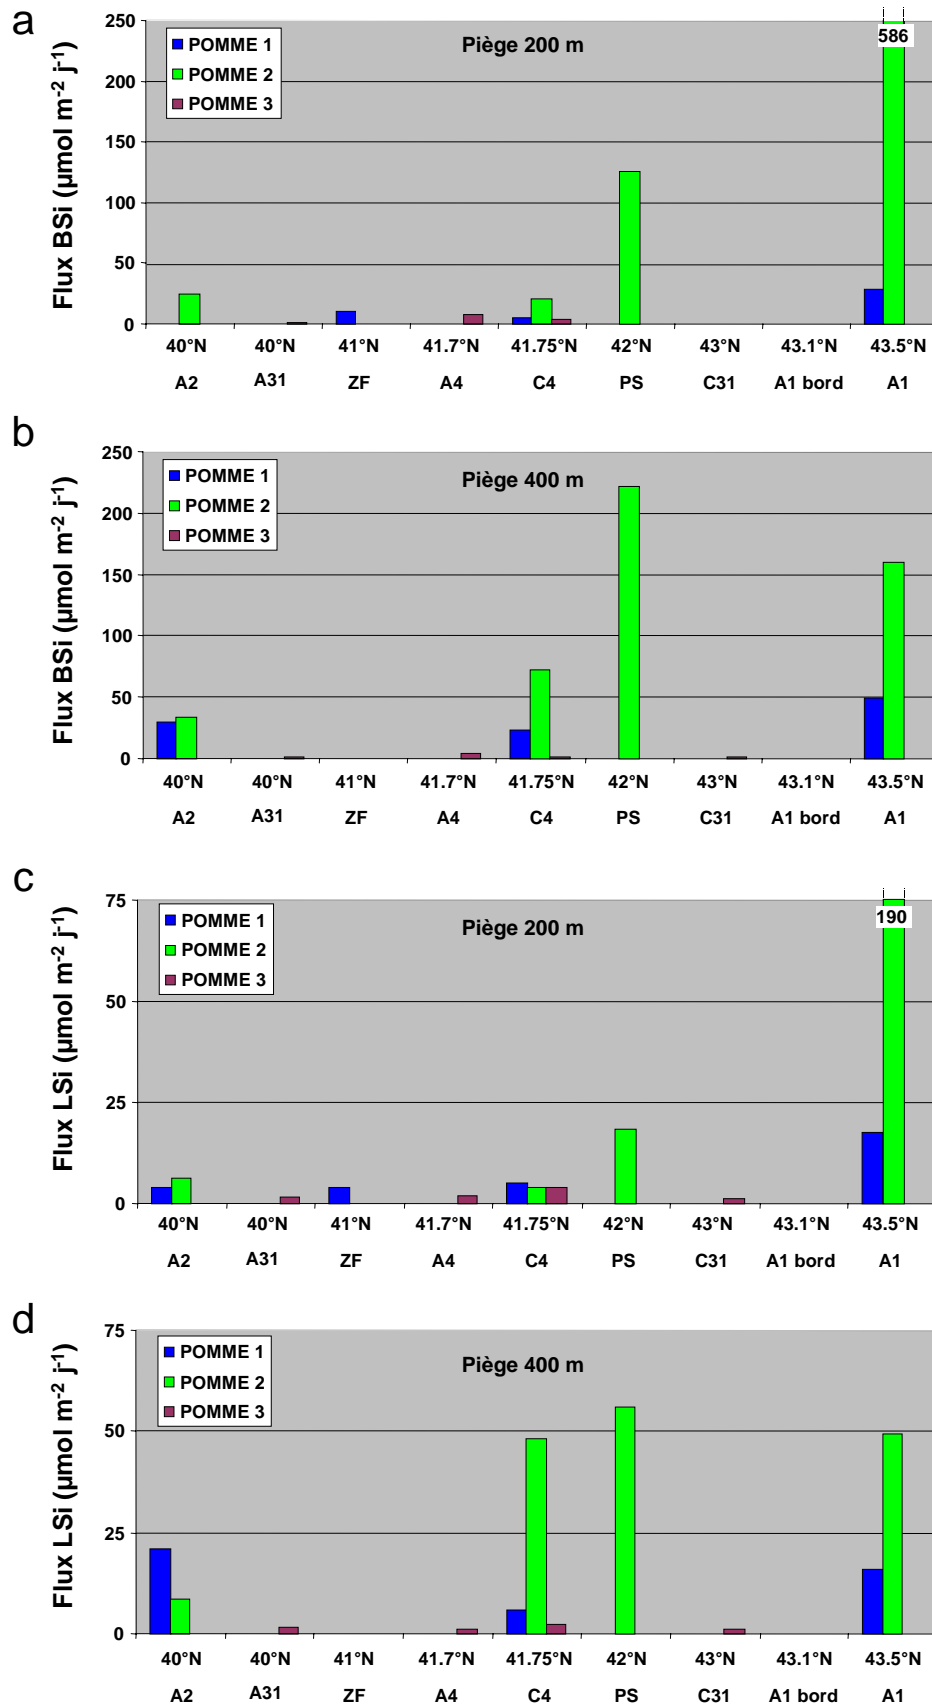 a
Flux BSi (µmol m⁻² j⁻¹)
250
200
150
100
50
0
POMME 1
POMME 2
POMME 3
Piège 200 m
586
40°N 40°N 41°N 41.7°N 41.75°N 42°N 43°N 43.1°N 43.5°N
A2 A31 ZF A4 C4 PS C31 A1 bord A1
b
Flux BSi (µmol m⁻² j⁻¹)
250
200
150
100
50
0
POMME 1
POMME 2
POMME 3
Piège 400 m
40°N 40°N 41°N 41.7°N 41.75°N 42°N 43°N 43.1°N 43.5°N
A2 A31 ZF A4 C4 PS C31 A1 bord A1
c
Flux LSi (µmol m⁻² j⁻¹)
75
50
25
0
POMME 1
POMME 2
POMME 3
Piège 200 m
190
40°N 40°N 41°N 41.7°N 41.75°N 42°N 43°N 43.1°N 43.5°N
A2 A31 ZF A4 C4 PS C31 A1 bord A1
d
Flux LSi (µmol m⁻² j⁻¹)
75
50
25
0
POMME 1
POMME 2
POMME 3
Piège 400 m
40°N 40°N 41°N 41.7°N 41.75°N 42°N 43°N 43.1°N 43.5°N
A2 A31 ZF A4 C4 PS C31 A1 bord A1